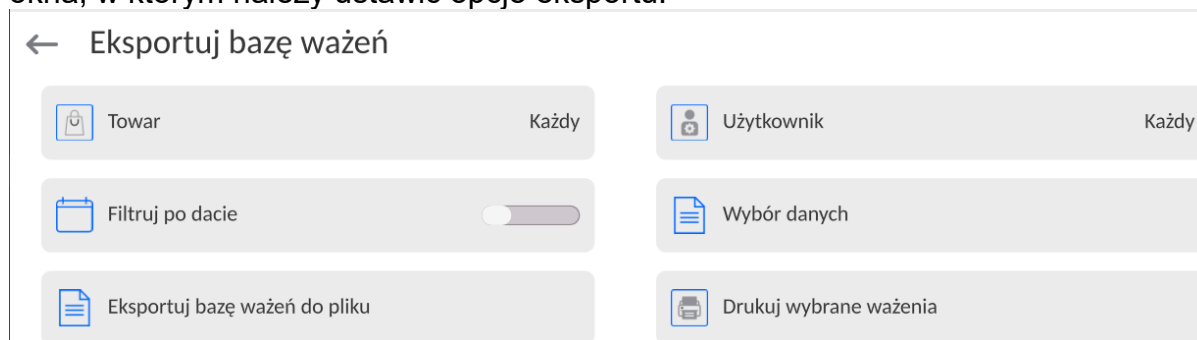 okna, w którym należy ustawić opcje eksportu.
Eksportuj bazę ważeń
Towar Każdy
Użytkownik Każdy
Filtruj po dacie
Wybór danych
Eksportuj bazę ważeń do pliku
Drukuj wybrane ważenia